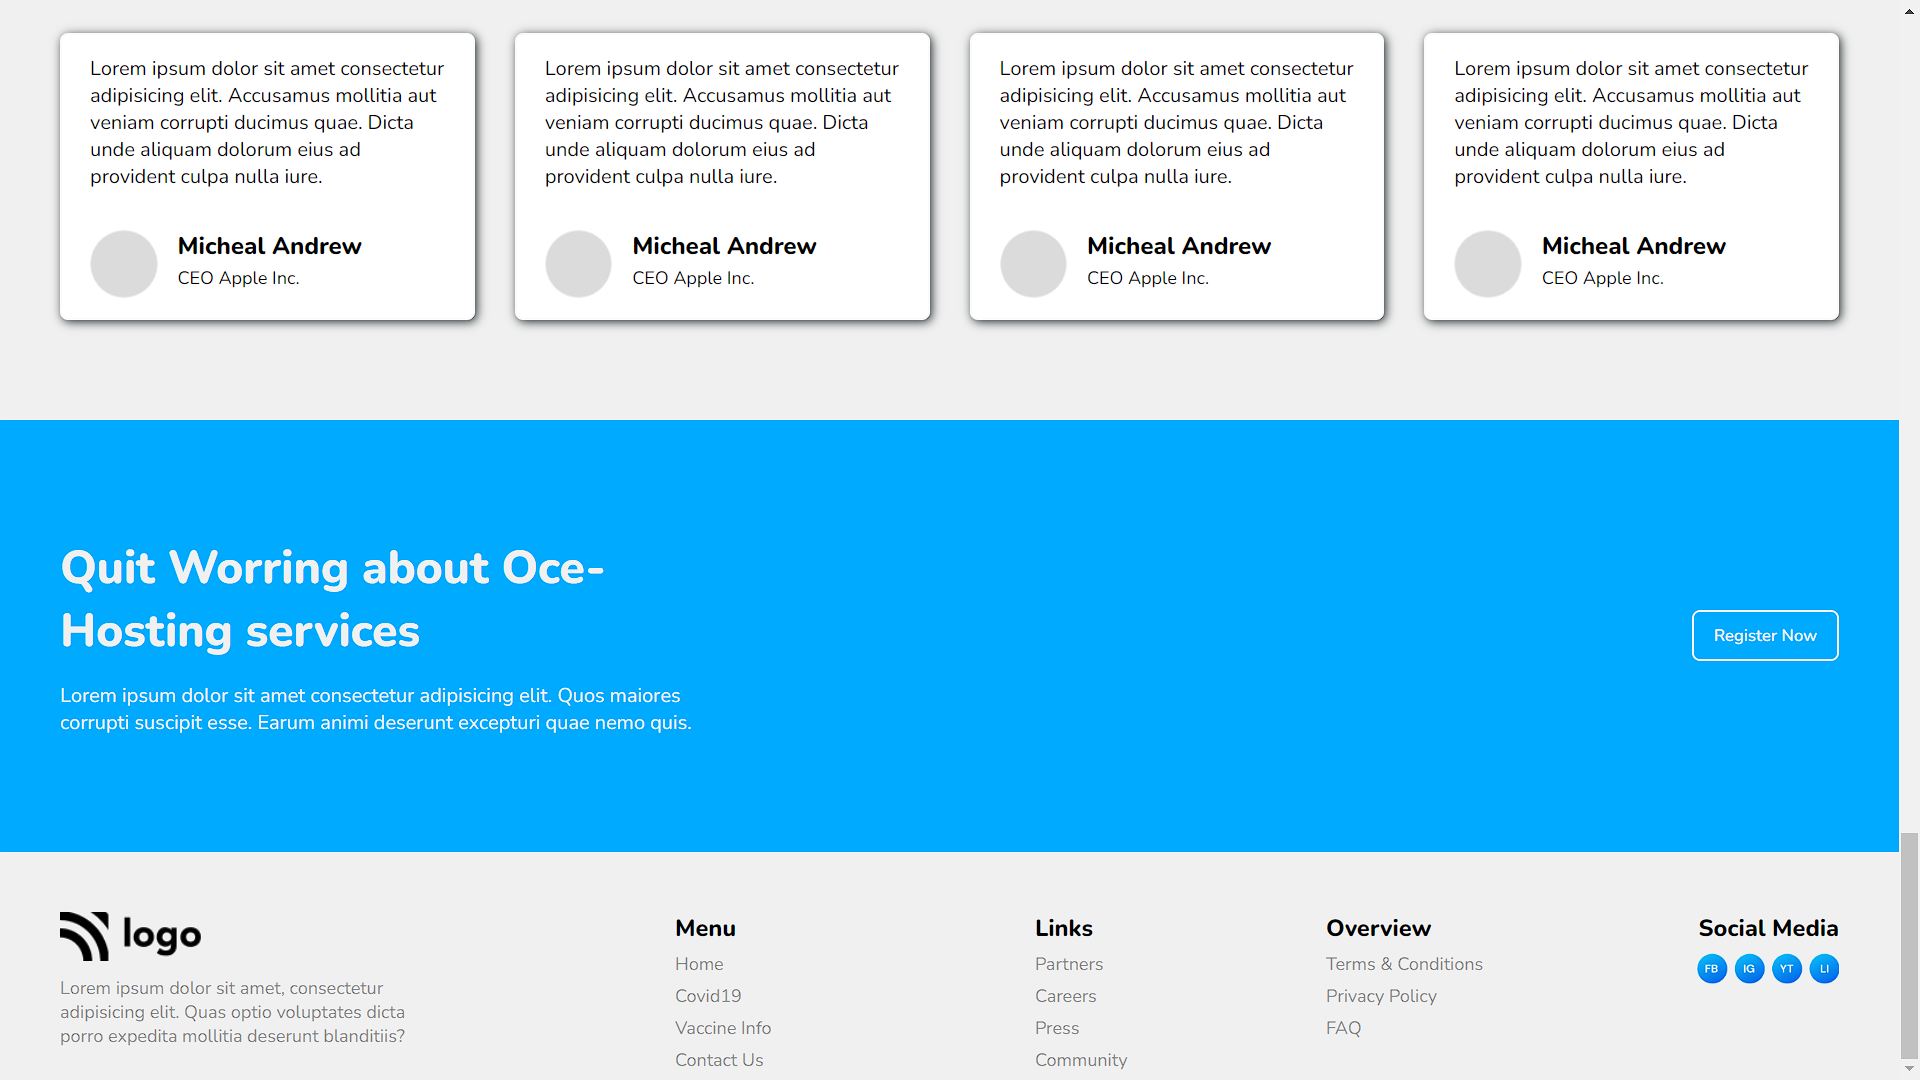 Lorem ipsum dolor sit amet consectetur
adipisicing elit. Accusamus mollitia aut
veniam corrupti ducimus quae. Dicta
unde aliquam dolorum eius ad
provident culpa nulla iure.
Micheal Andrew
CEO Apple Inc.
Lorem ipsum dolor sit amet consectetur
adipisicing elit. Accusamus mollitia aut
veniam corrupti ducimus quae. Dicta
unde aliquam dolorum eius ad
provident culpa nulla iure.
Micheal Andrew
CEO Apple Inc.
Lorem ipsum dolor sit amet consectetur
adipisicing elit. Accusamus mollitia aut
veniam corrupti ducimus quae. Dicta
unde aliquam dolorum eius ad
provident culpa nulla iure.
Micheal Andrew
CEO Apple Inc.
Lorem ipsum dolor sit amet consectetur
adipisicing elit. Accusamus mollitia aut
veniam corrupti ducimus quae. Dicta
unde aliquam dolorum eius ad
provident culpa nulla iure.
Micheal Andrew
CEO Apple Inc.
Quit Worring about Oce-
Hosting services
Lorem ipsum dolor sit amet consectetur adipisicing elit. Quos maiores
corrupti suscipit esse. Earum animi deserunt excepturi quae nemo quis.
Register Now
logo
Lorem ipsum dolor sit amet, consectetur
adipisicing elit. Quas optio voluptates dicta
porro expedita mollitia deserunt blanditiis?
Menu
Home
Covid19
Vaccine Info
Contact Us
Links
Partners
Careers
Press
Community
Overview
Terms & Conditions
Privacy Policy
FAQ
Social Media
FB IG YT LI